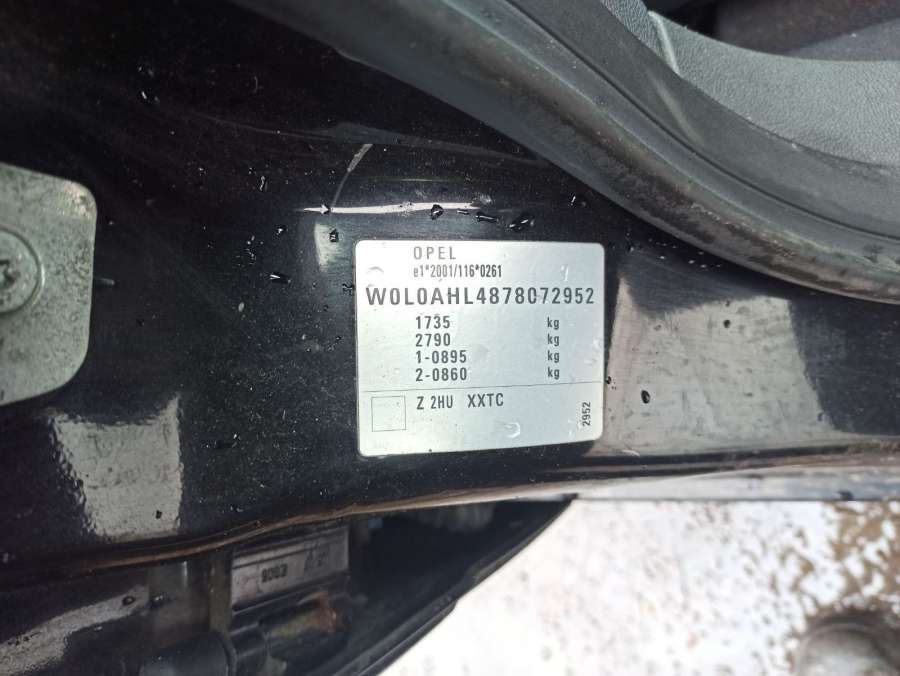 OPEL
e1*2001/116*0261
W0L0AHL4878072952
1735 kg
2790 kg
1-0895 kg
2-0860 kg
Z 2HU XXTC
2952